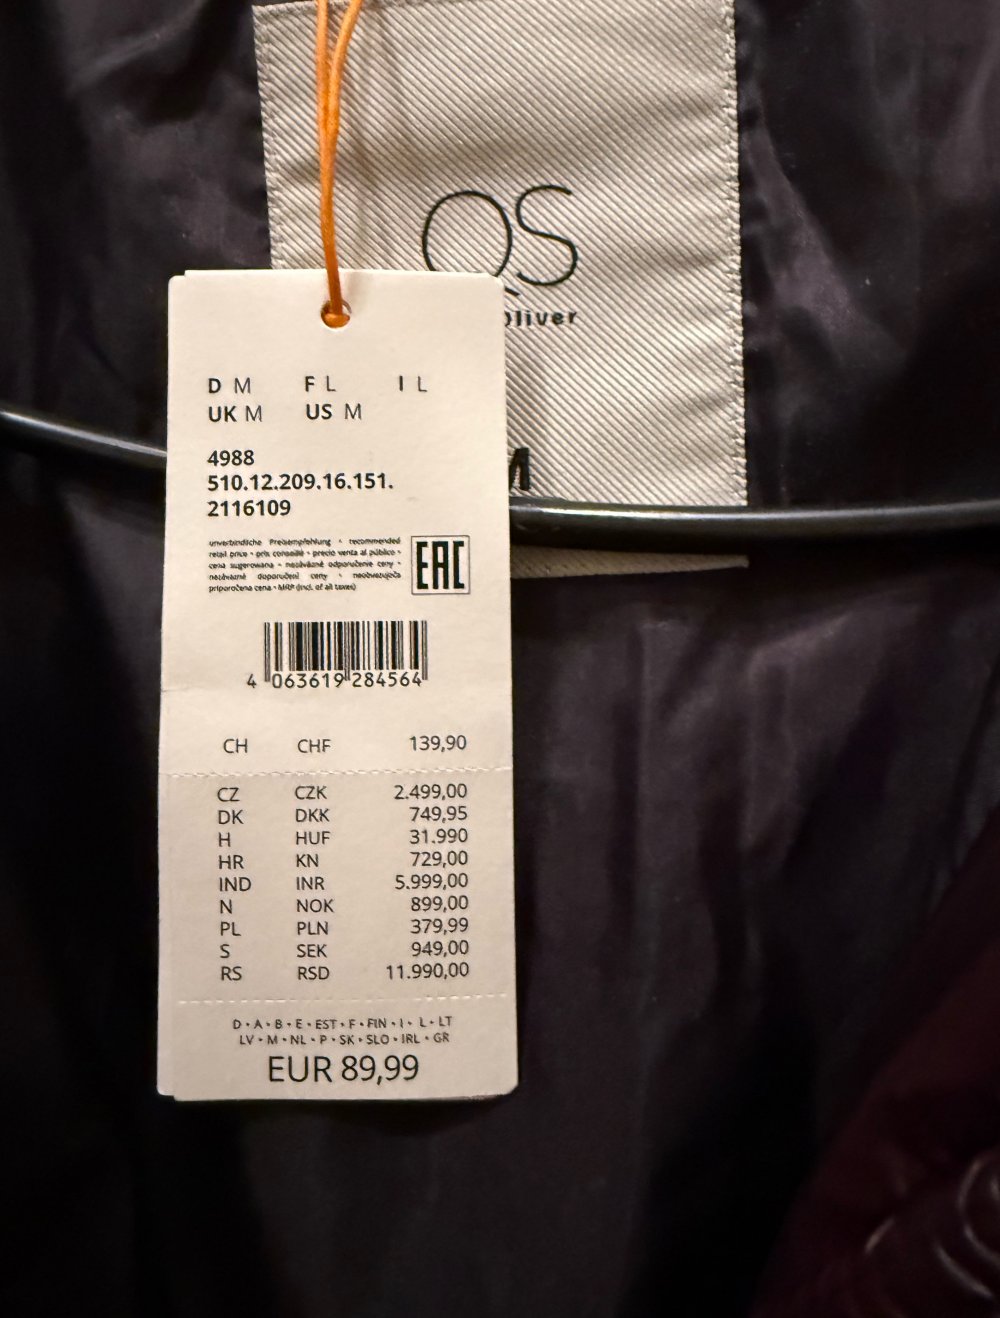 QS
oliver
M
D M F L I L
UK M US M
4988
510.12.209.16.151.
2116109
unverbindliche Preisempfehlung • recommended
retail price • prix conseillé • precio venta al público •
cena sugerowana • nezáväzné odporučenie ceny •
nezávazné doporučení ceny • neobvezujoča
priporočena cena • MRP (incl. of all taxes)
EAC
4 063619 284564
CH CHF 139,90
CZ CZK 2.499,00
DK DKK 749,95
H HUF 31.990
HR KN 729,00
IND INR 5.999,00
N NOK 899,00
PL PLN 379,99
S SEK 949,00
RS RSD 11.990,00
D • A • B • E • EST • F • FIN • I • L • LT
LV • M • NL • P • SK • SLO • IRL • GR
EUR 89,99